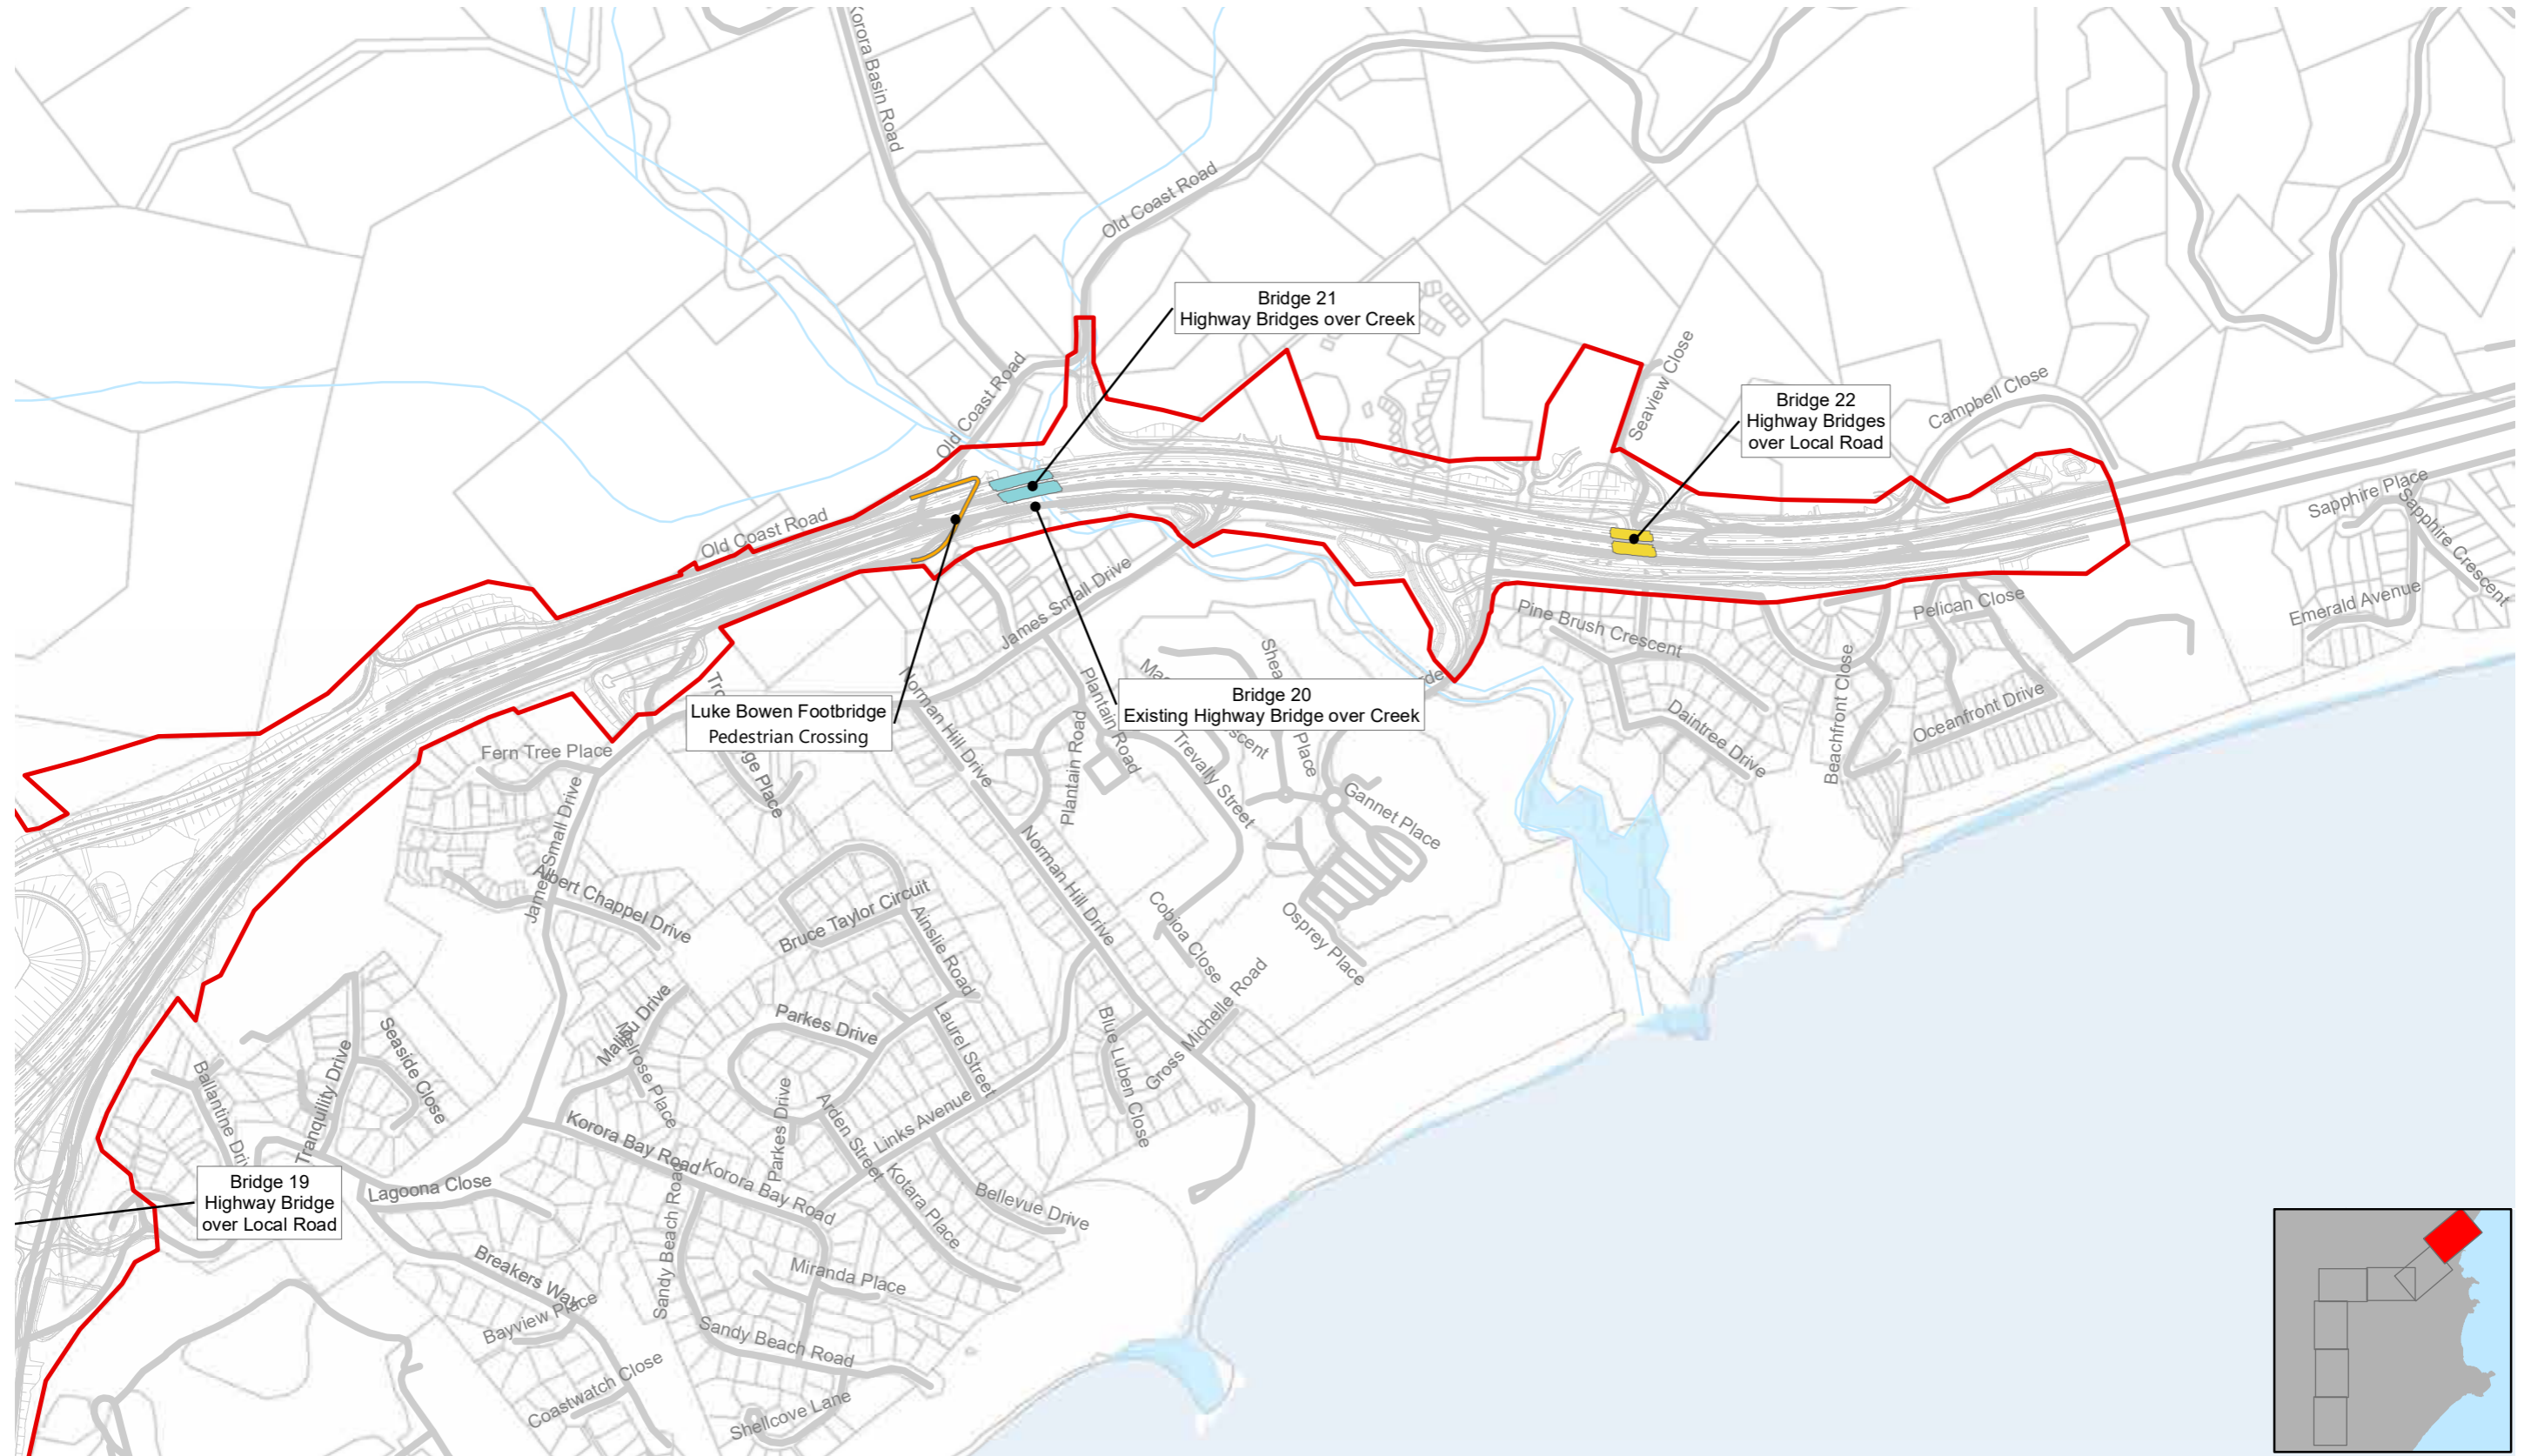 Korora Basin Road
Old Coast Road
Bridge 21
Highway Bridges over Creek
Old Coast Road
Seaview Close
Bridge 22
Highway Bridges
over Local Road
Campbell Close
Old Coast Road
Sapphire Place
Sapphire Crescent
Emerald Avenue
James Small Drive
Pine Brush Crescent
Pelican Close
Luke Bowen Footbridge
Pedestrian Crossing
Bridge 20
Existing Highway Bridge over Creek
Norman Hill Drive
Plantain Road
Plantain Road
Trevally Street
Place
Daintree Drive
Beachfront Close
Oceanfront Drive
Fern Tree Place
Place
James Small Drive
Gannet Place
Albert Chappel Drive
Norman Hill Drive
Bruce Taylor Circuit
Ainslie Road
Cobioa Close
Osprey Place
Malibu Drive
Melrose Place
Parkes Drive
Laurel Street
Gross Michelle Road
Blue Luben Close
Seaside Close
Tranquility Drive
Ballantine
Bridge 19
Highway Bridge
over Local Road
Korora Bay Road
Korora Bay Road
Parkes Drive
Arden Street
Links Avenue
Kotara Place
Bellevue Drive
Lagoona Close
Sandy Beach Road
Breakers Way
Bayview Place
Miranda Place
Sandy Beach Road
Coastwatch Close
Shellcove Lane